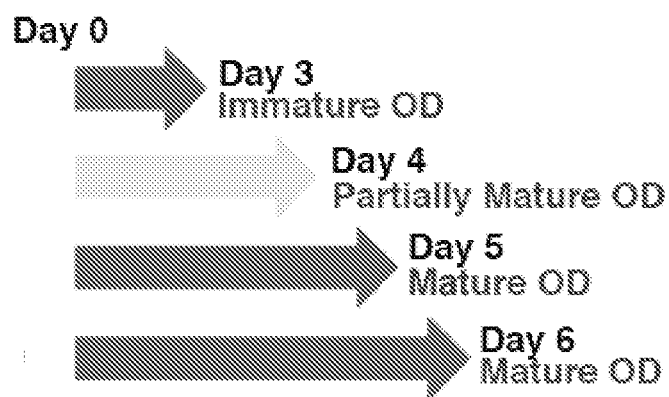 Day 0
Day 3
Immature OD
Day 4
Partially Mature OD
Day 5
Mature OD
Day 6
Mature OD